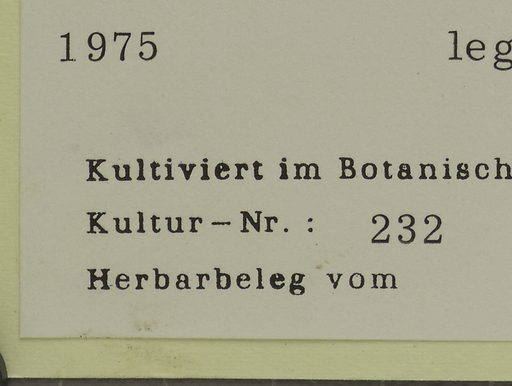 1975 leg
Kultiviert im Botanisch
Kultur-Nr. : 232
Herbarbeleg vom